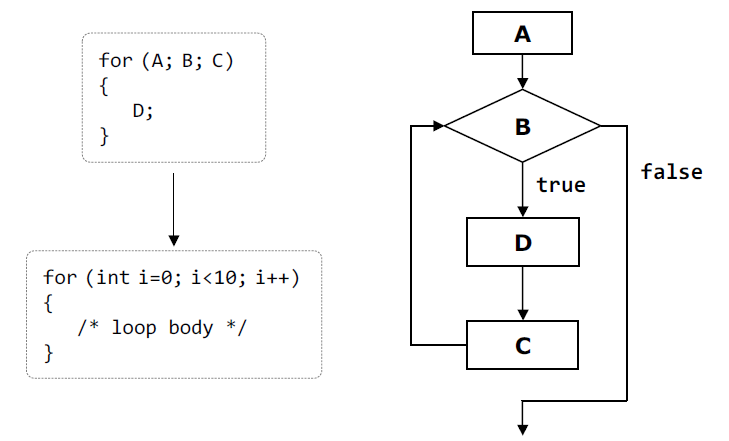 for (A; B; C)
{
D;
}
for (int i=0; i<10; i++)
{
/* loop body */
}
A
B
true
false
D
C